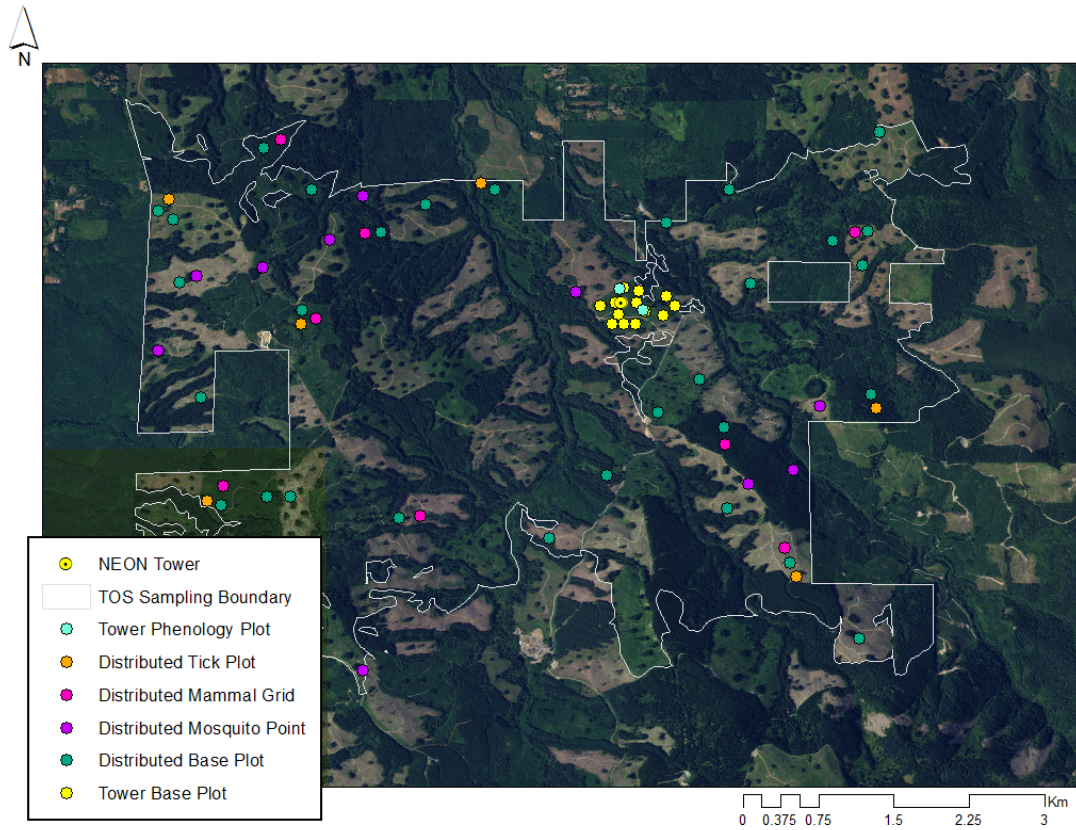 N
NEON Tower
TOS Sampling Boundary
Tower Phenology Plot
Distributed Tick Plot
Distributed Mammal Grid
Distributed Mosquito Point
Distributed Base Plot
Tower Base Plot
Km
0 0.375 0.75 1.5 2.25 3